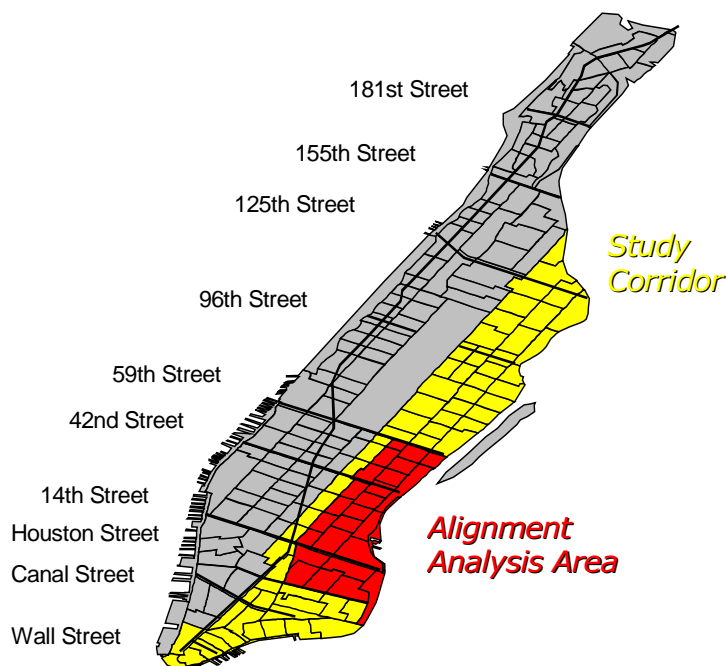 181st Street
155th Street
125th Street
Study
Corridor
96th Street
59th Street
42nd Street
14th Street
Houston Street
Alignment
Analysis Area
Canal Street
Wall Street